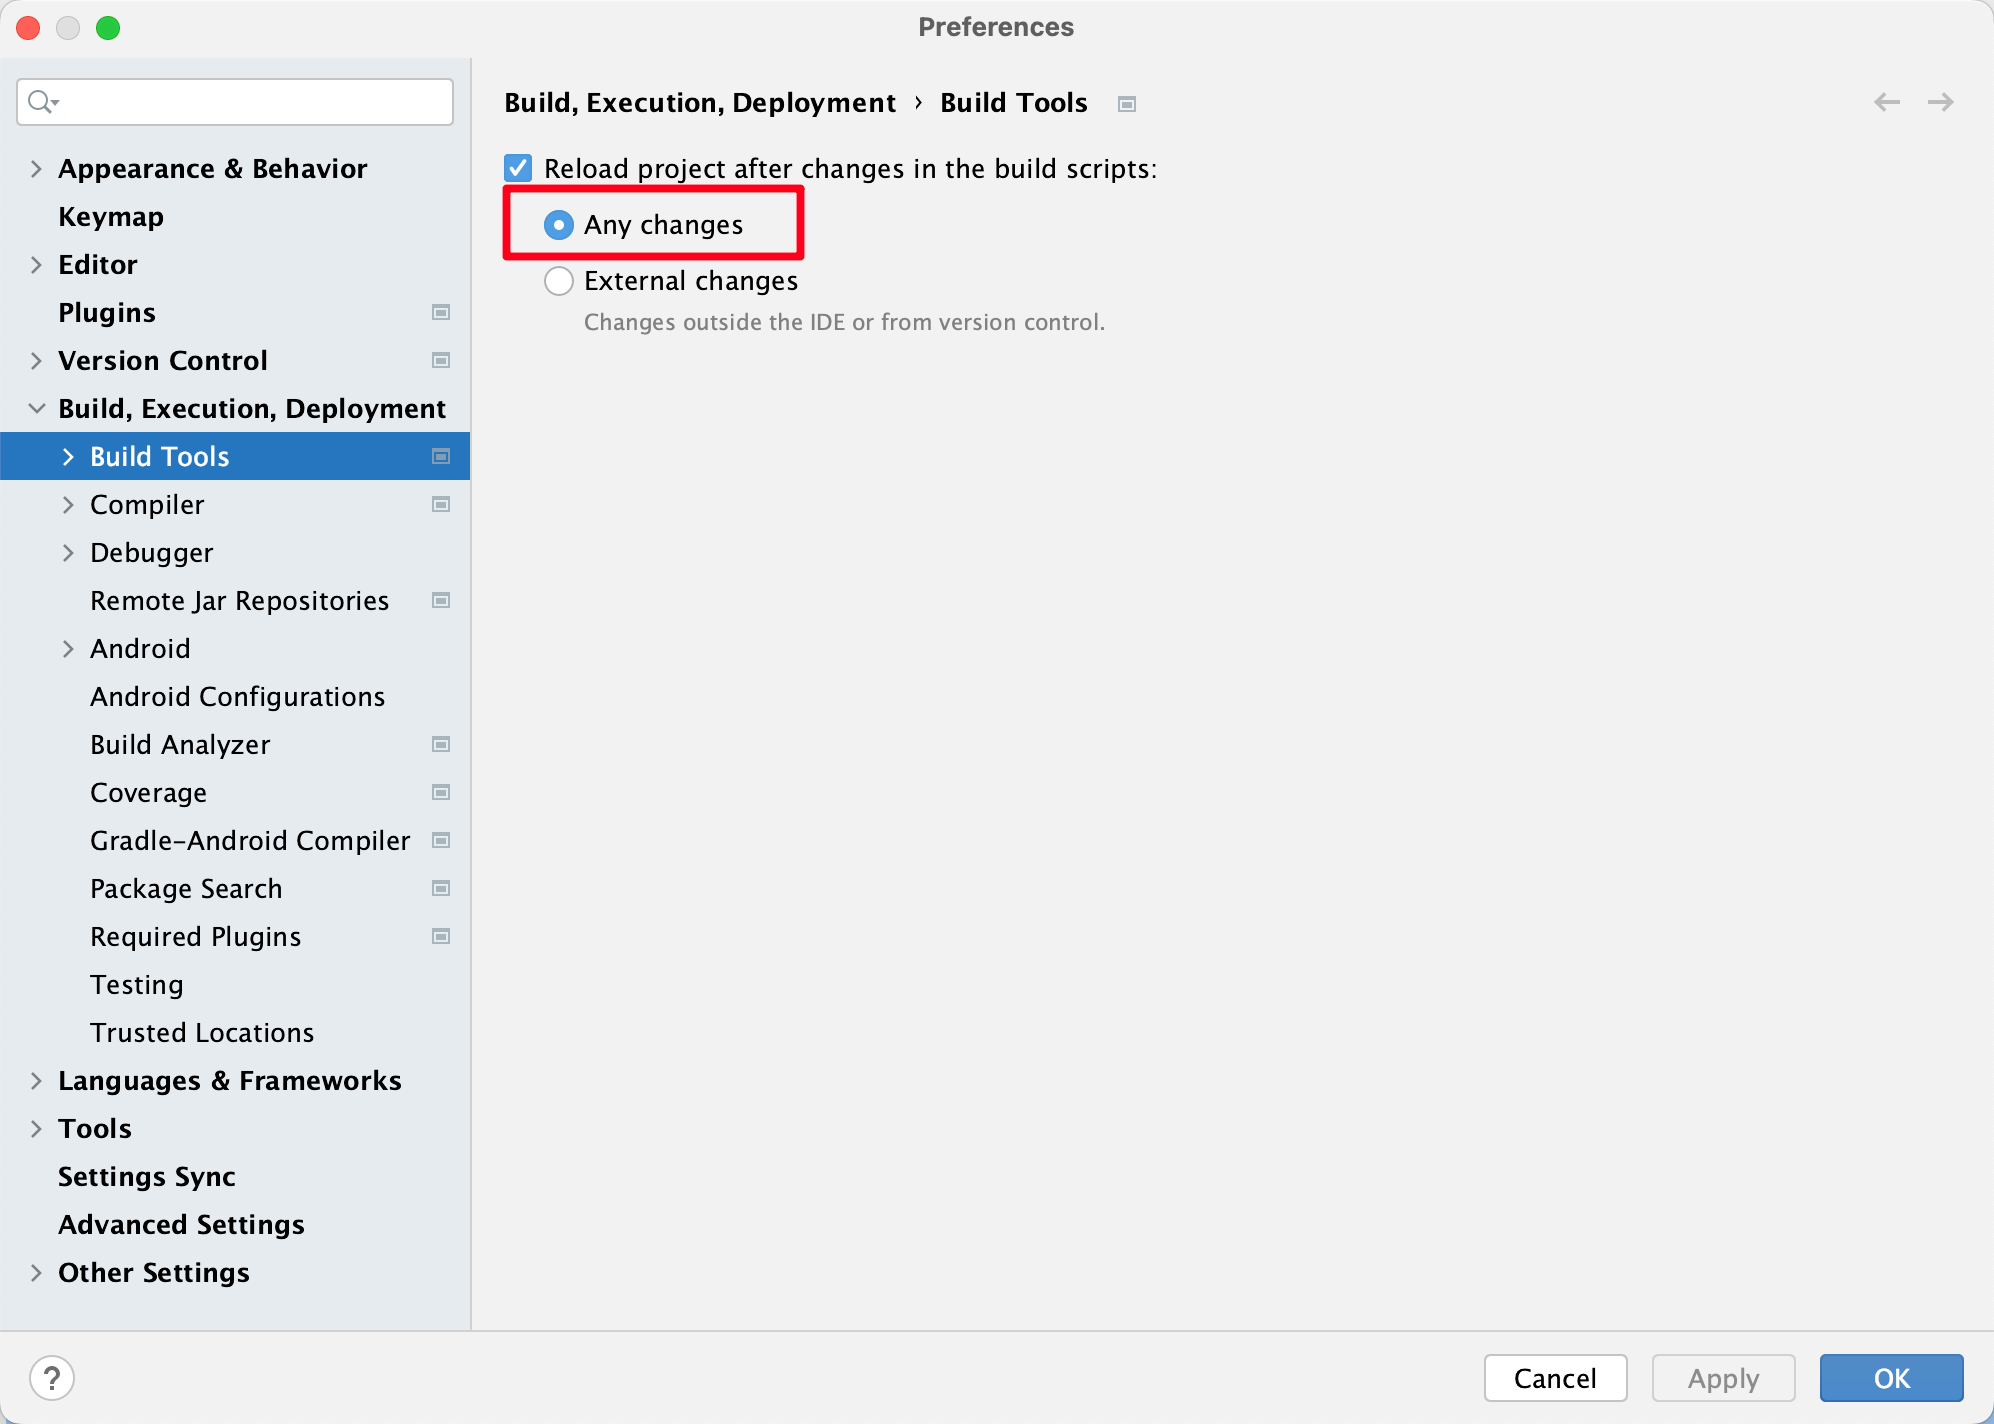 Preferences
Build, Execution, Deployment › Build Tools
Appearance & Behavior
Keymap
Editor
Plugins
Version Control
Build, Execution, Deployment
Build Tools
Compiler
Debugger
Remote Jar Repositories
Android
Android Configurations
Build Analyzer
Coverage
Gradle-Android Compiler
Package Search
Required Plugins
Testing
Trusted Locations
Languages & Frameworks
Tools
Settings Sync
Advanced Settings
Other Settings
Reload project after changes in the build scripts:
Any changes
External changes
Changes outside the IDE or from version control.
?
Cancel
Apply
OK